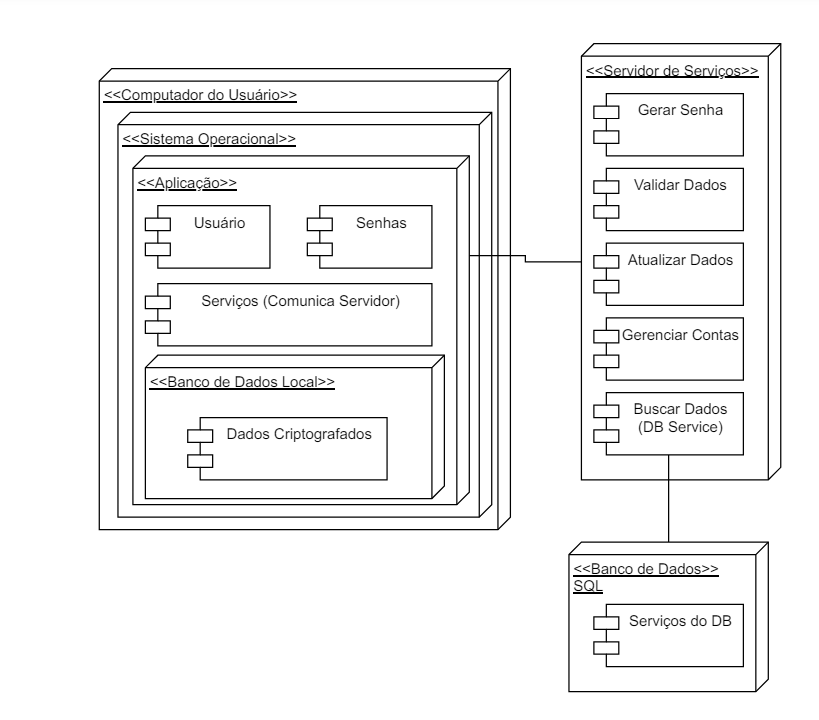 <<Computador do Usuário>>
<<Sistema Operacional>>
<<Aplicação>>
Usuário
Senhas
Serviços (Comunica Servidor)
<<Banco de Dados Local>>
Dados Criptografados
<<Servidor de Serviços>>
Gerar Senha
Validar Dados
Atualizar Dados
Gerenciar Contas
Buscar Dados
(DB Service)
<<Banco de Dados>>
SQL
Serviços do DB